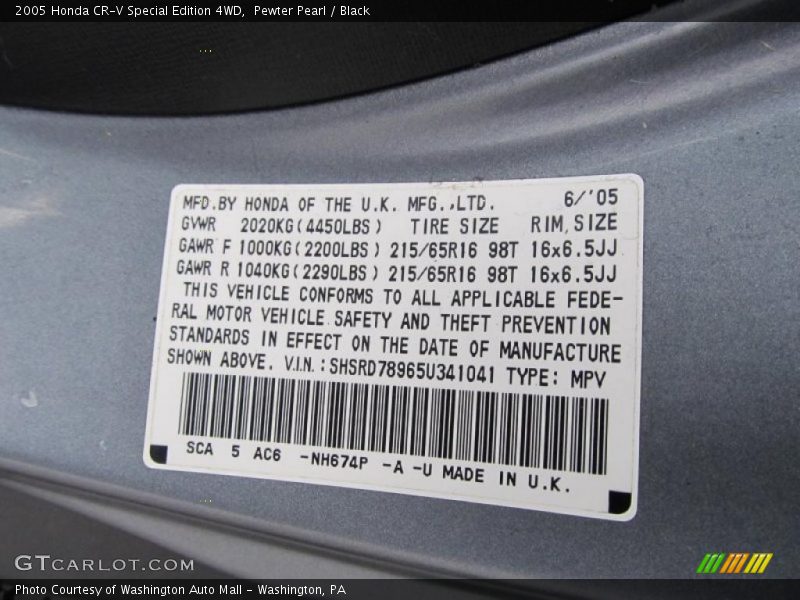 2005 Honda CR-V Special Edition 4WD, Pewter Pearl / Black
MFD.BY HONDA OF THE U.K. MFG.,LTD. 6/'05
GVWR 2020KG(4450LBS) TIRE SIZE RIM SIZE
GAWR F 1000KG(2200LBS) 215/65R16 98T 16x6.5JJ
GAWR R 1040KG(2290LBS) 215/65R16 98T 16x6.5JJ
THIS VEHICLE CONFORMS TO ALL APPLICABLE FEDE-
RAL MOTOR VEHICLE SAFETY AND THEFT PREVENTION
STANDARDS IN EFFECT ON THE DATE OF MANUFACTURE
SHOWN ABOVE. V.I.N.:SHSRD78965U341041 TYPE: MPV
SCA 5 AC6 -NH674P -A -U MADE IN U.K.
GTCARLOT.COM
Photo Courtesy of Washington Auto Mall - Washington, PA